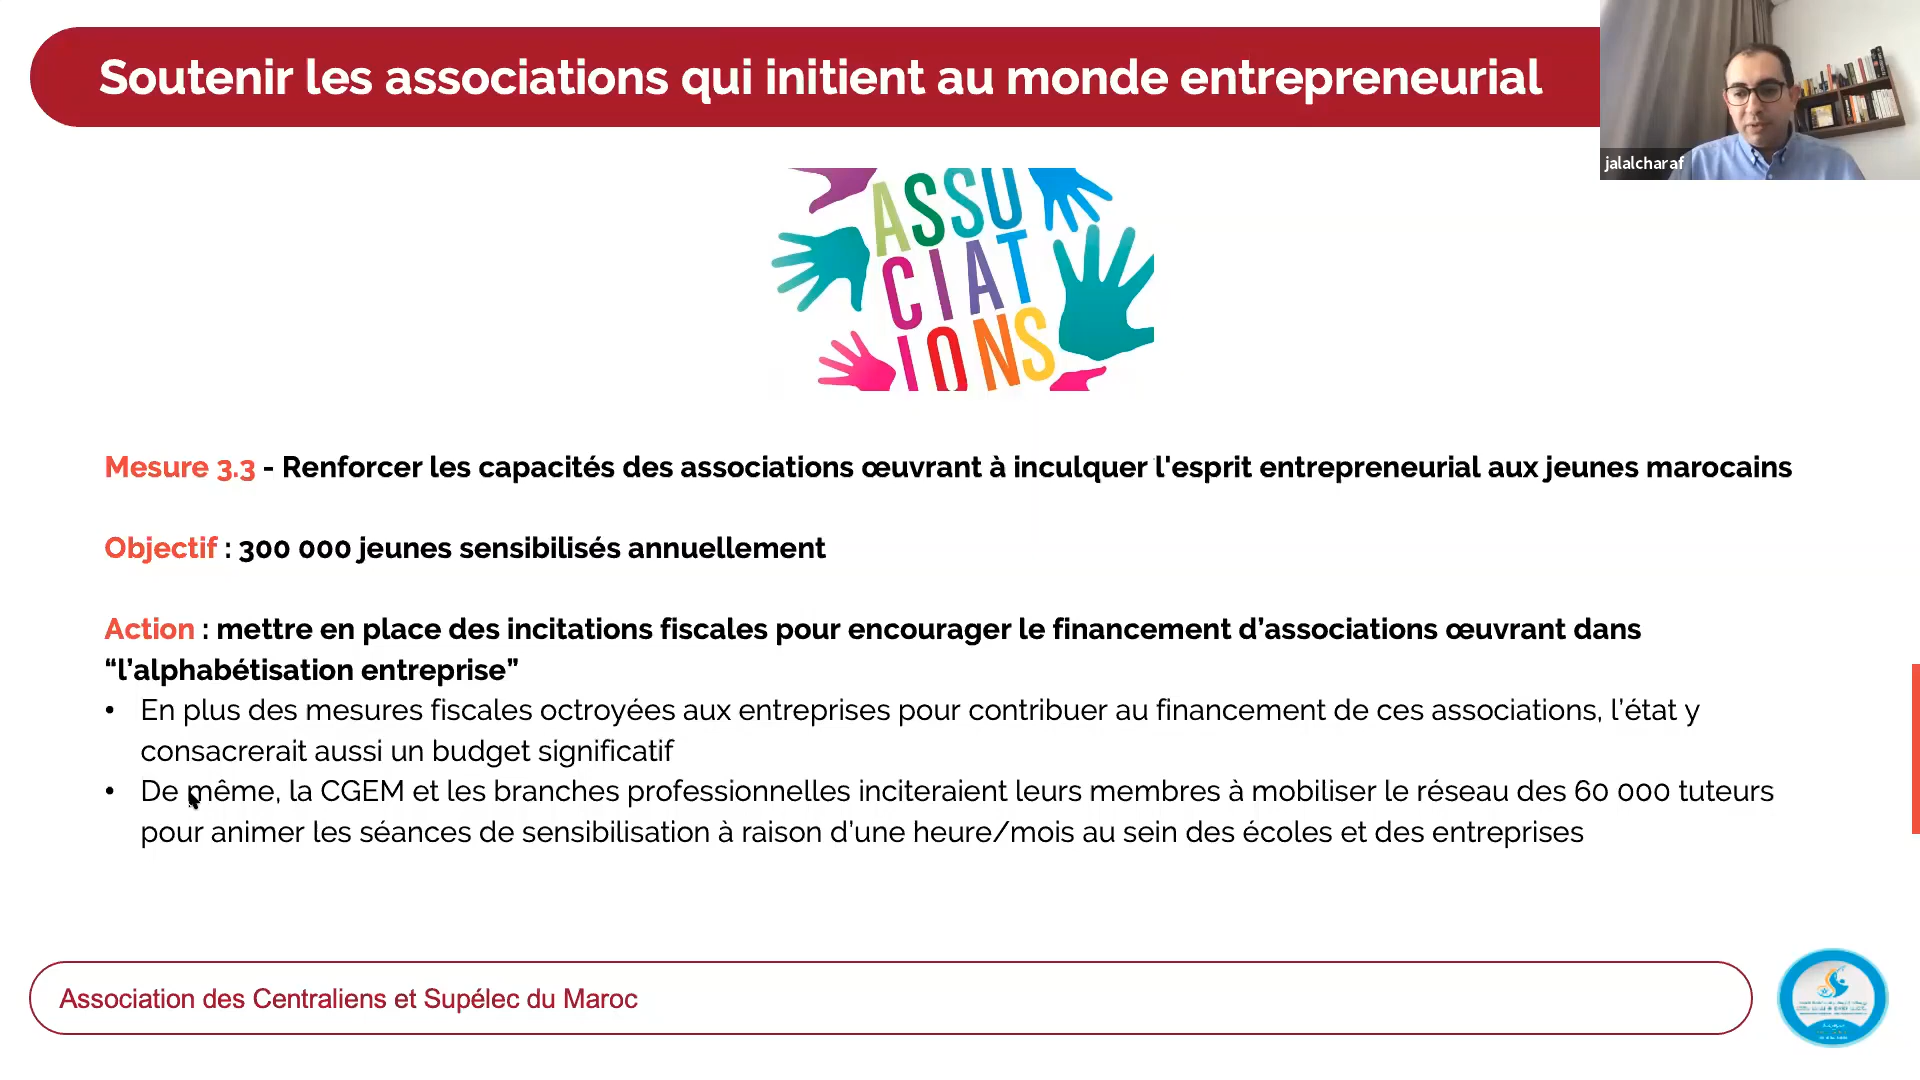 Soutenir les associations qui initient au monde entrepreneurial
jalalcharaf
ASSO
CIAT
IONS
Mesure 3.3 - Renforcer les capacités des associations œuvrant à inculquer l'esprit entrepreneurial aux jeunes marocains
Objectif : 300 000 jeunes sensibilisés annuellement
Action : mettre en place des incitations fiscales pour encourager le financement d’associations œuvrant dans
“l’alphabétisation entreprise”
• En plus des mesures fiscales octroyées aux entreprises pour contribuer au financement de ces associations, l’état y
consacrerait aussi un budget significatif
• De même, la CGEM et les branches professionnelles inciteraient leurs membres à mobiliser le réseau des 60 000 tuteurs
pour animer les séances de sensibilisation à raison d’une heure/mois au sein des écoles et des entreprises
Association des Centraliens et Supélec du Maroc